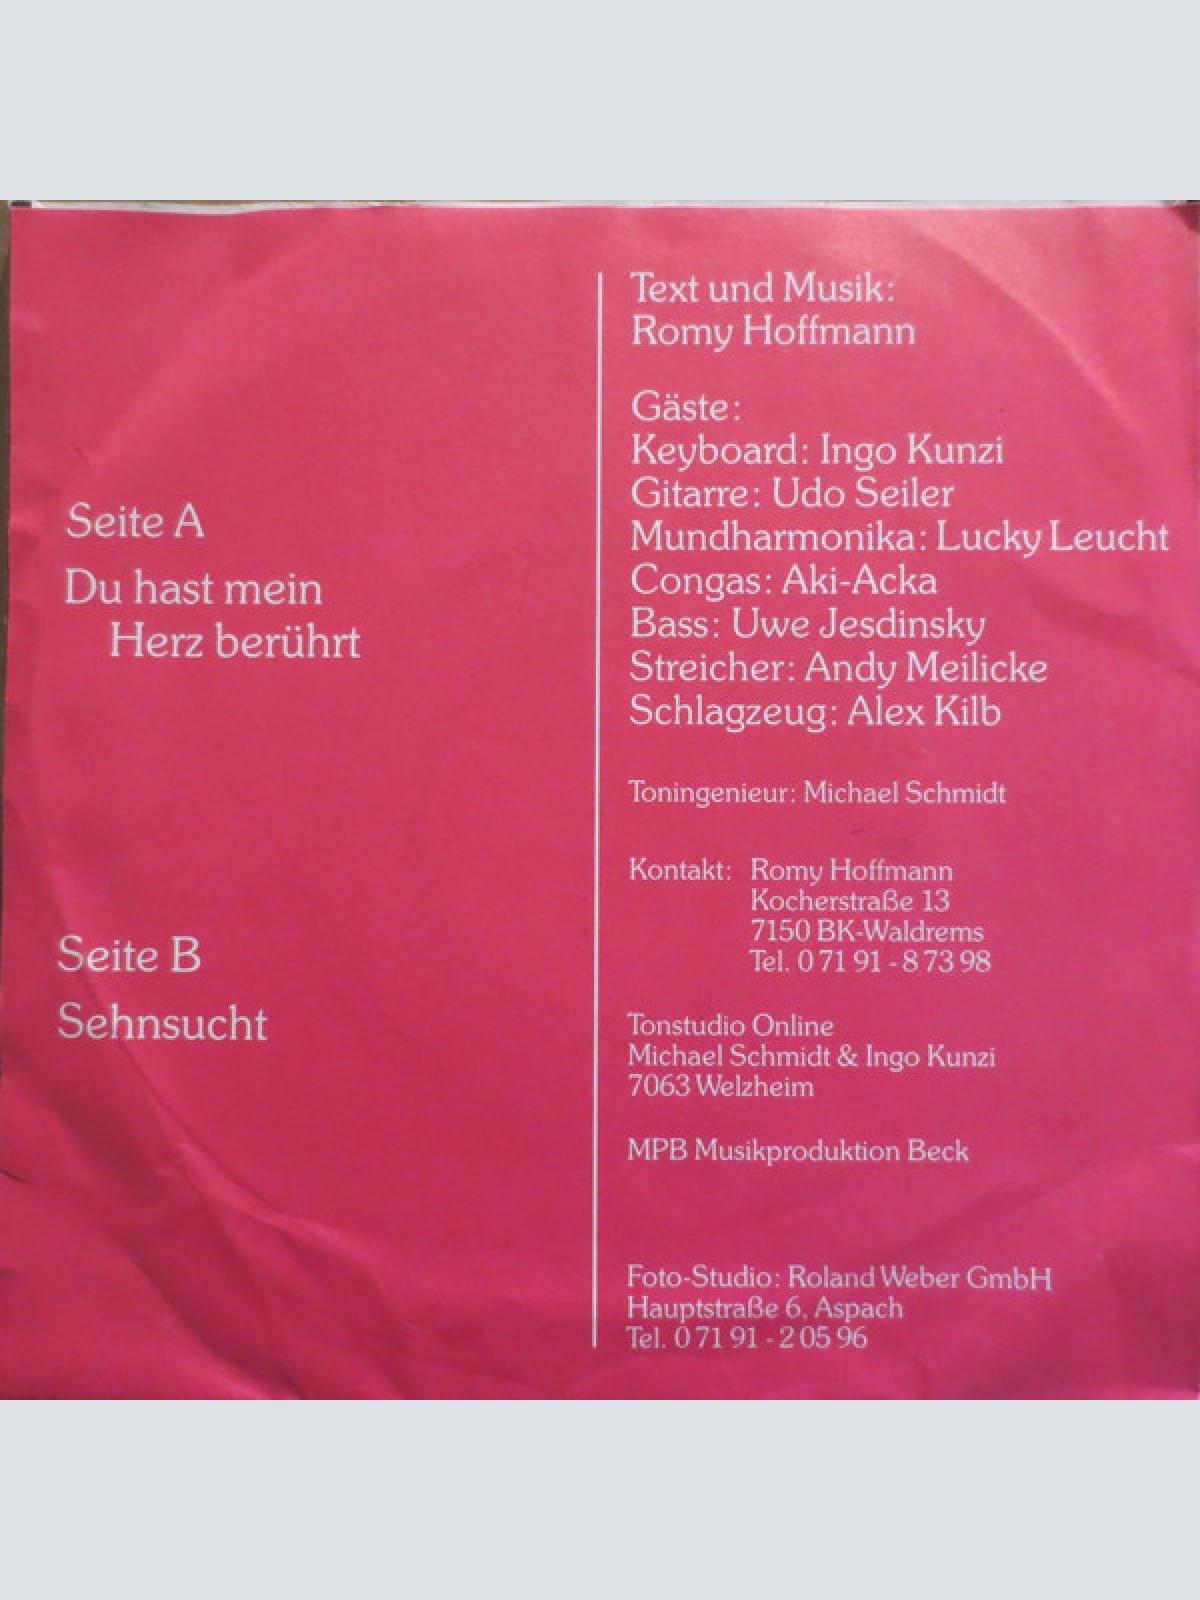 Seite A
Du hast mein
Herz berührt
Seite B
Sehnsucht
Text und Musik:
Romy Hoffmann
Gäste:
Keyboard: Ingo Kunzi
Gitarre: Udo Seiler
Mundharmonika: Lucky Leucht
Congas: Aki-Acka
Bass: Uwe Jesdinsky
Streicher: Andy Meilicke
Schlagzeug: Alex Kilb
Toningenieur: Michael Schmidt
Kontakt: Romy Hoffmann
Kocherstraße 13
7150 BK-Waldrems
Tel. 0 71 91 - 8 73 98
Tonstudio Online
Michael Schmidt & Ingo Kunzi
7063 Welzheim
MPB Musikproduktion Beck
Foto-Studio: Roland Weber GmbH
Hauptstraße 6, Aspach
Tel. 0 71 91 - 2 05 96